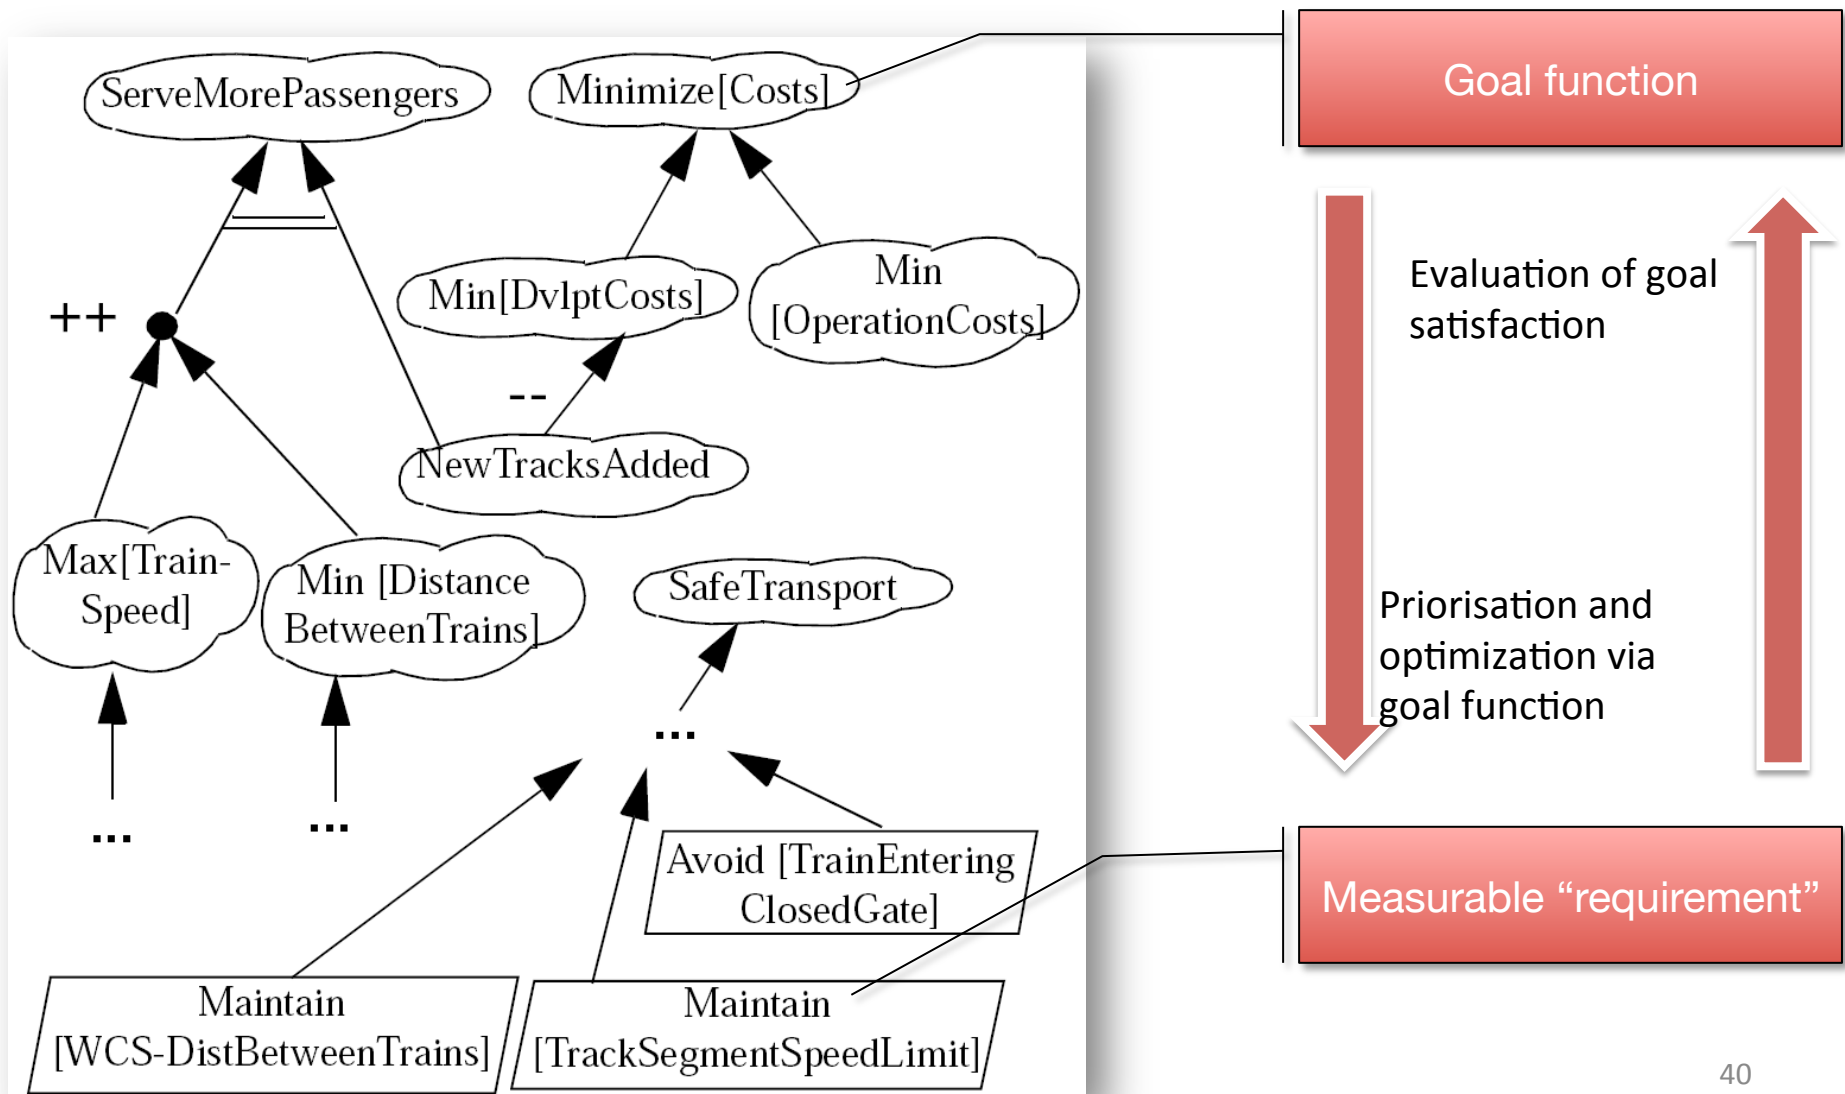 ServeMorePassengers
Minimize[Costs]
Goal function
Min[DvlptCosts]
Min
[OperationCosts]
++
--
NewTracksAdded
Evaluation of goal
satisfaction
Max[Train-
Speed]
Min [Distance
BetweenTrains]
SafeTransport
Priorisation and
optimization via
goal function
...
...
...
Avoid [TrainEntering
ClosedGate]
Measurable “requirement”
Maintain
[WCS-DistBetweenTrains]
Maintain
[TrackSegmentSpeedLimit]
40